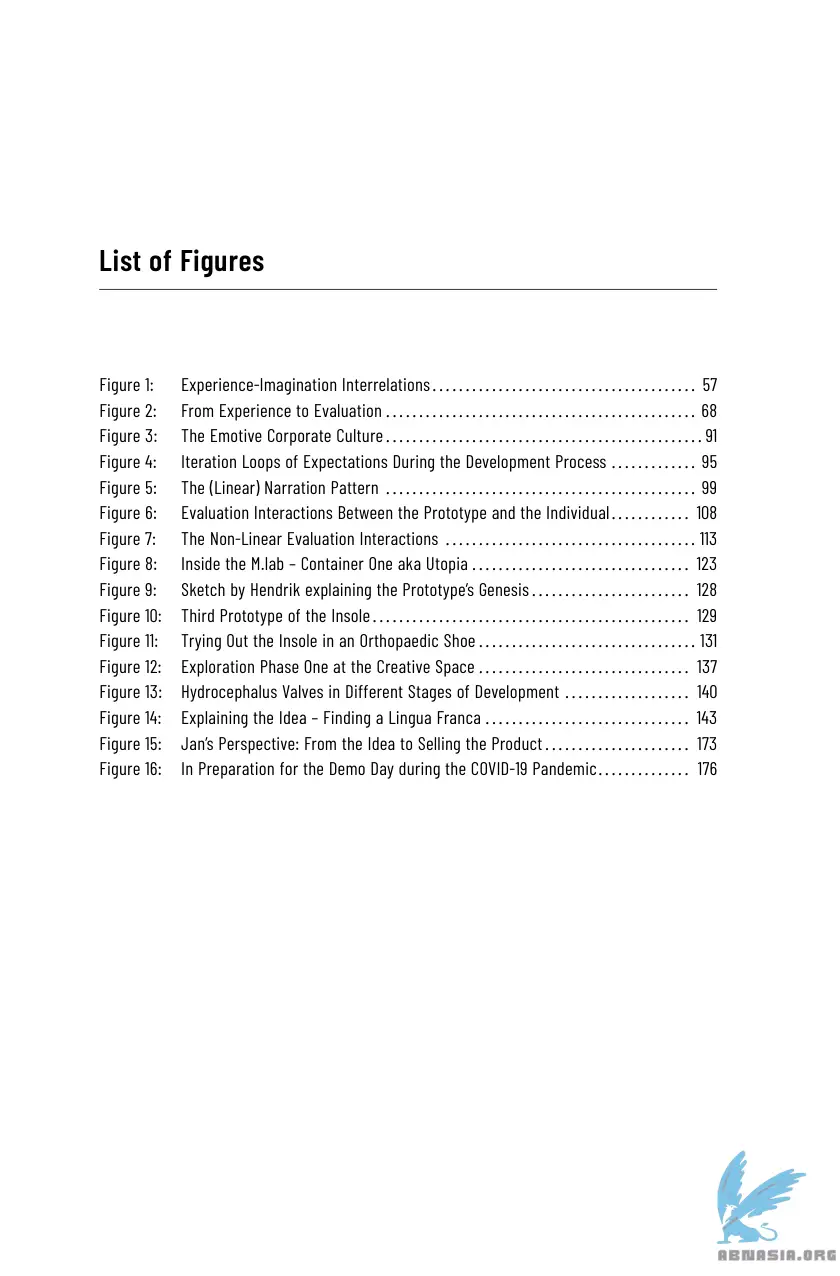 List of Figures
Figure 1: Experience-Imagination Interrelations ........................................ 57
Figure 2: From Experience to Evaluation ............................................... 68
Figure 3: The Emotive Corporate Culture ................................................ 91
Figure 4: Iteration Loops of Expectations During the Development Process ............. 95
Figure 5: The (Linear) Narration Pattern ............................................... 99
Figure 6: Evaluation Interactions Between the Prototype and the Individual ............ 108
Figure 7: The Non-Linear Evaluation Interactions ...................................... 113
Figure 8: Inside the M.lab – Container One aka Utopia ................................. 123
Figure 9: Sketch by Hendrik explaining the Prototype’s Genesis ........................ 128
Figure 10: Third Prototype of the Insole ................................................ 129
Figure 11: Trying Out the Insole in an Orthopaedic Shoe ................................. 131
Figure 12: Exploration Phase One at the Creative Space ................................ 137
Figure 13: Hydrocephalus Valves in Different Stages of Development ................... 140
Figure 14: Explaining the Idea – Finding a Lingua Franca ............................... 143
Figure 15: Jan’s Perspective: From the Idea to Selling the Product ...................... 173
Figure 16: In Preparation for the Demo Day during the COVID-19 Pandemic .............. 176
ABNASIA.ORG